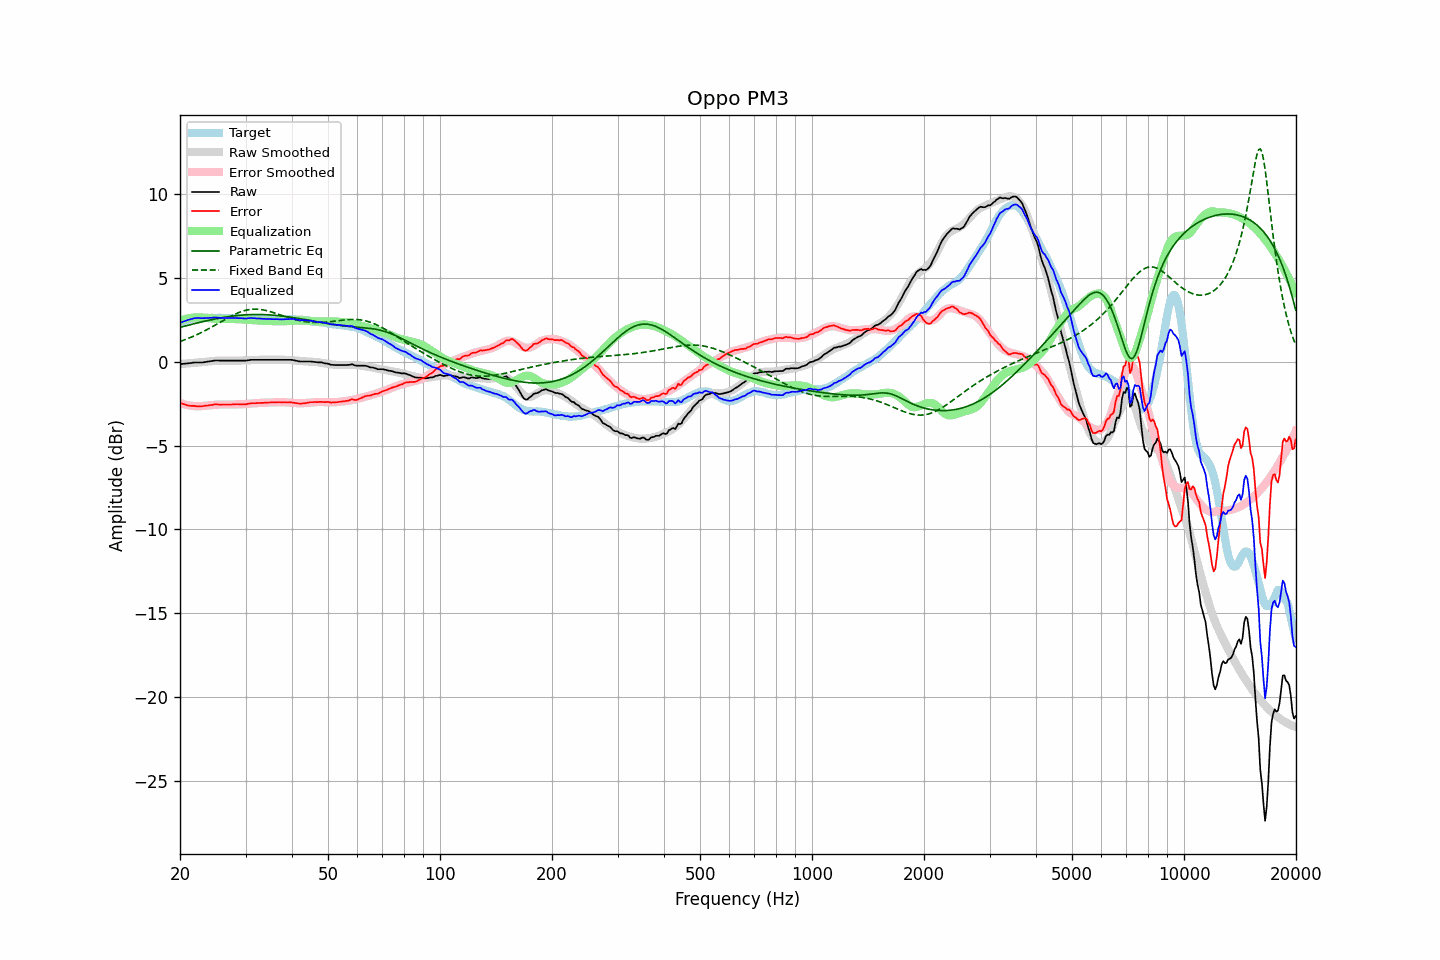 Oppo PM3
Target
Raw Smoothed
Error Smoothed
Raw
Error
Equalization
Parametric Eq
Fixed Band Eq
Equalized
10
5
0
−5
−10
−15
−20
−25
Amplitude (dBr)
20
50
100
200
500
1000
2000
5000
10000
20000
Frequency (Hz)